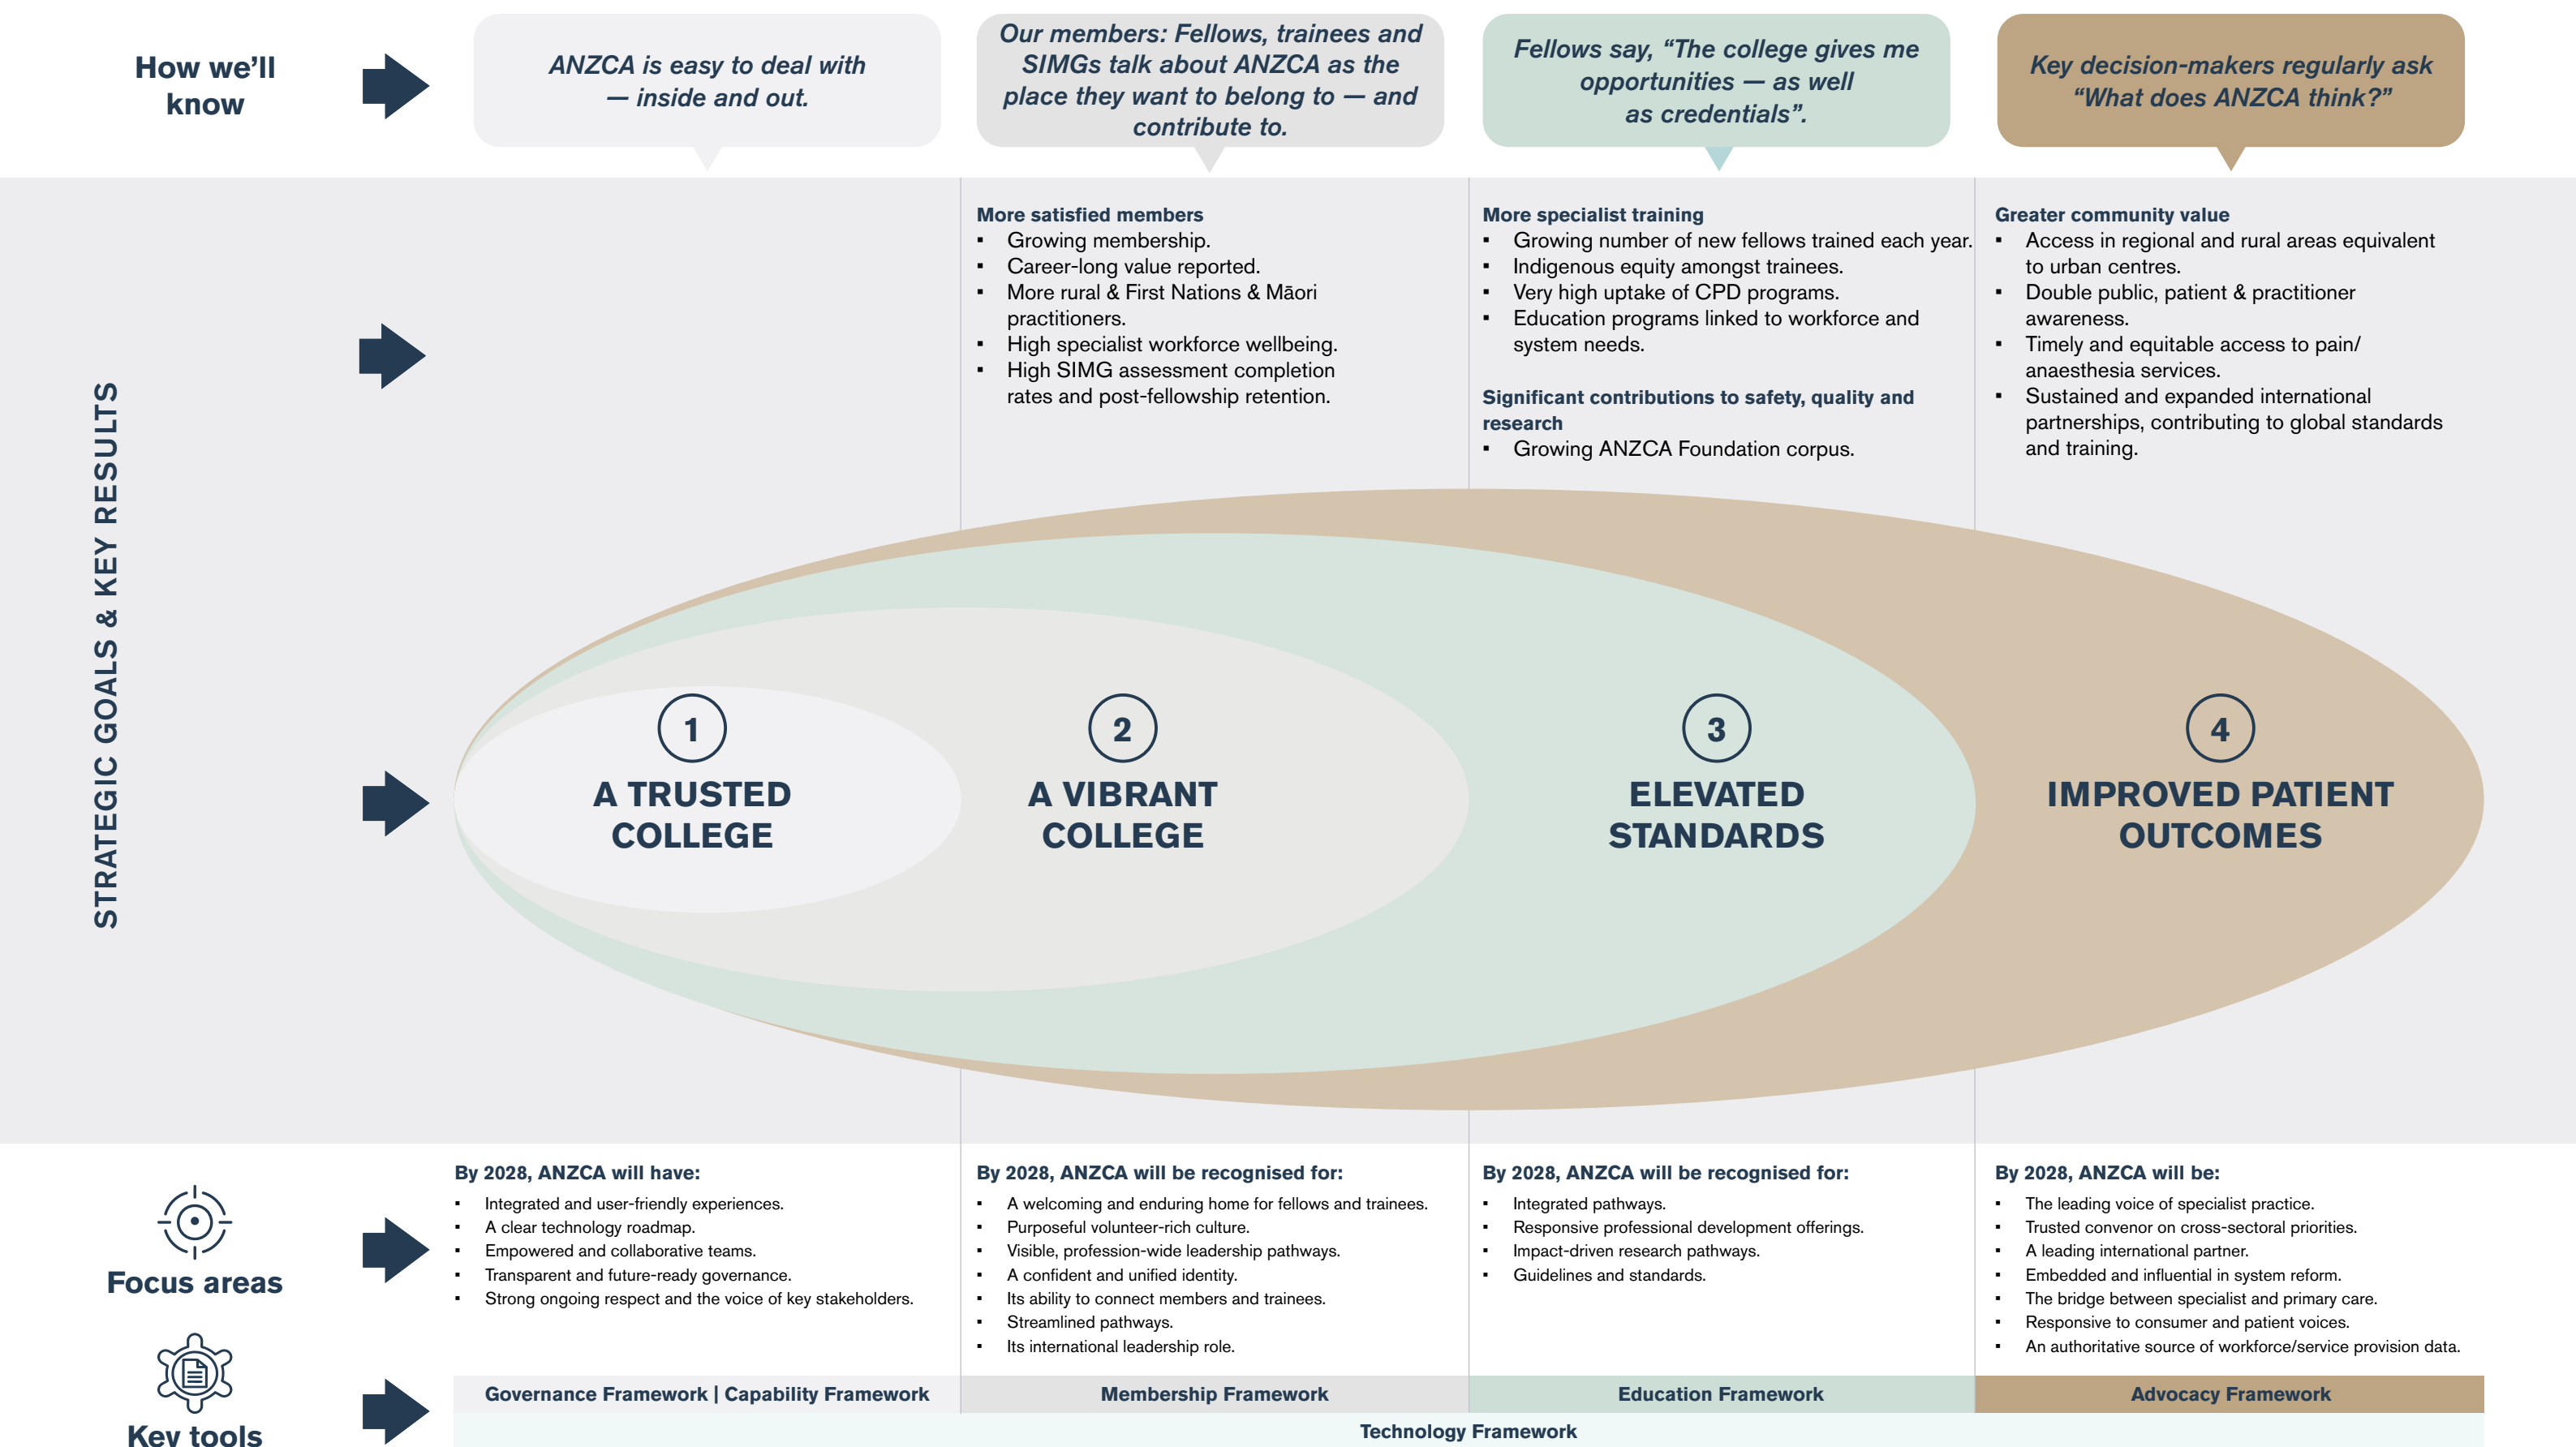 How we’ll
know
ANZCA is easy to deal with
— inside and out.
Our members: Fellows, trainees and
SIMGs talk about ANZCA as the
place they want to belong to — and
contribute to.
Fellows say, “The college gives me
opportunities — as well
as credentials”.
Key decision-makers regularly ask
“What does ANZCA think?”
STRATEGIC GOALS & KEY RESULTS
More satisfied members
▪ Growing membership.
▪ Career-long value reported.
▪ More rural & First Nations & Māori
practitioners.
▪ High specialist workforce wellbeing.
▪ High SIMG assessment completion
rates and post-fellowship retention.
More specialist training
▪ Growing number of new fellows trained each year.
▪ Indigenous equity amongst trainees.
▪ Very high uptake of CPD programs.
▪ Education programs linked to workforce and
system needs.
Significant contributions to safety, quality and
research
▪ Growing ANZCA Foundation corpus.
Greater community value
▪ Access in regional and rural areas equivalent
to urban centres.
▪ Double public, patient & practitioner
awareness.
▪ Timely and equitable access to pain/
anaesthesia services.
▪ Sustained and expanded international
partnerships, contributing to global standards
and training.
1
A TRUSTED
COLLEGE
2
A VIBRANT
COLLEGE
3
ELEVATED
STANDARDS
4
IMPROVED PATIENT
OUTCOMES
Focus areas
By 2028, ANZCA will have:
▪ Integrated and user-friendly experiences.
▪ A clear technology roadmap.
▪ Empowered and collaborative teams.
▪ Transparent and future-ready governance.
▪ Strong ongoing respect and the voice of key stakeholders.
By 2028, ANZCA will be recognised for:
▪ A welcoming and enduring home for fellows and trainees.
▪ Purposeful volunteer-rich culture.
▪ Visible, profession-wide leadership pathways.
▪ A confident and unified identity.
▪ Its ability to connect members and trainees.
▪ Streamlined pathways.
▪ Its international leadership role.
By 2028, ANZCA will be recognised for:
▪ Integrated pathways.
▪ Responsive professional development offerings.
▪ Impact-driven research pathways.
▪ Guidelines and standards.
By 2028, ANZCA will be:
▪ The leading voice of specialist practice.
▪ Trusted convenor on cross-sectoral priorities.
▪ A leading international partner.
▪ Embedded and influential in system reform.
▪ The bridge between specialist and primary care.
▪ Responsive to consumer and patient voices.
▪ An authoritative source of workforce/service provision data.
Key tools
Governance Framework | Capability Framework
Membership Framework
Education Framework
Advocacy Framework
Technology Framework